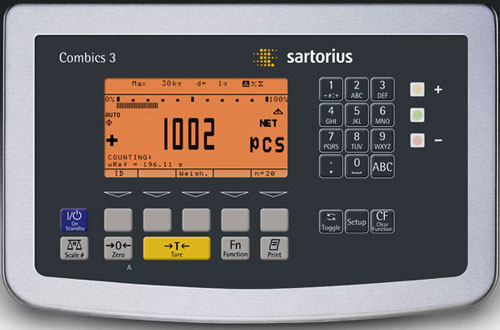 Combics 3
sartorius
Max 30kg d= 1g
0% 100%
AUTO
NET
+ 1002 pcs
COUNTING:
wRef = 196.11 g
ID Weigh. n=20
1 2 ABC 3 DEF
4 GHI 5 JKL 6 MNO
7 PQRS 8 TUV 9 WXYZ
. : 0 ABC
+
-
I/⏻ On Standby
Scale # →0← Zero →T← Tare Fn Function Print
Toggle Setup CF Clear Function
A